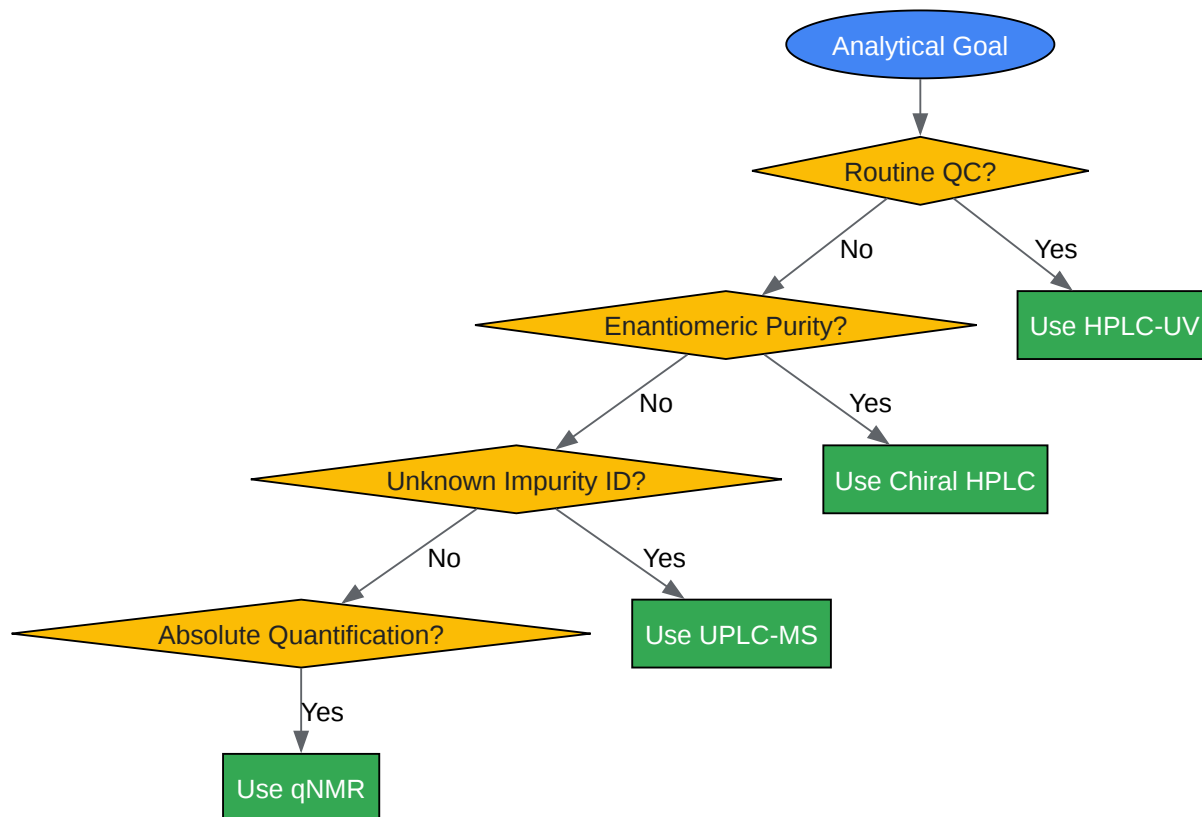 Analytical Goal
Routine QC?
No
Yes
Enantiomeric Purity?
Use HPLC-UV
No
Yes
Unknown Impurity ID?
Use Chiral HPLC
No
Yes
Absolute Quantification?
Use UPLC-MS
Yes
Use qNMR